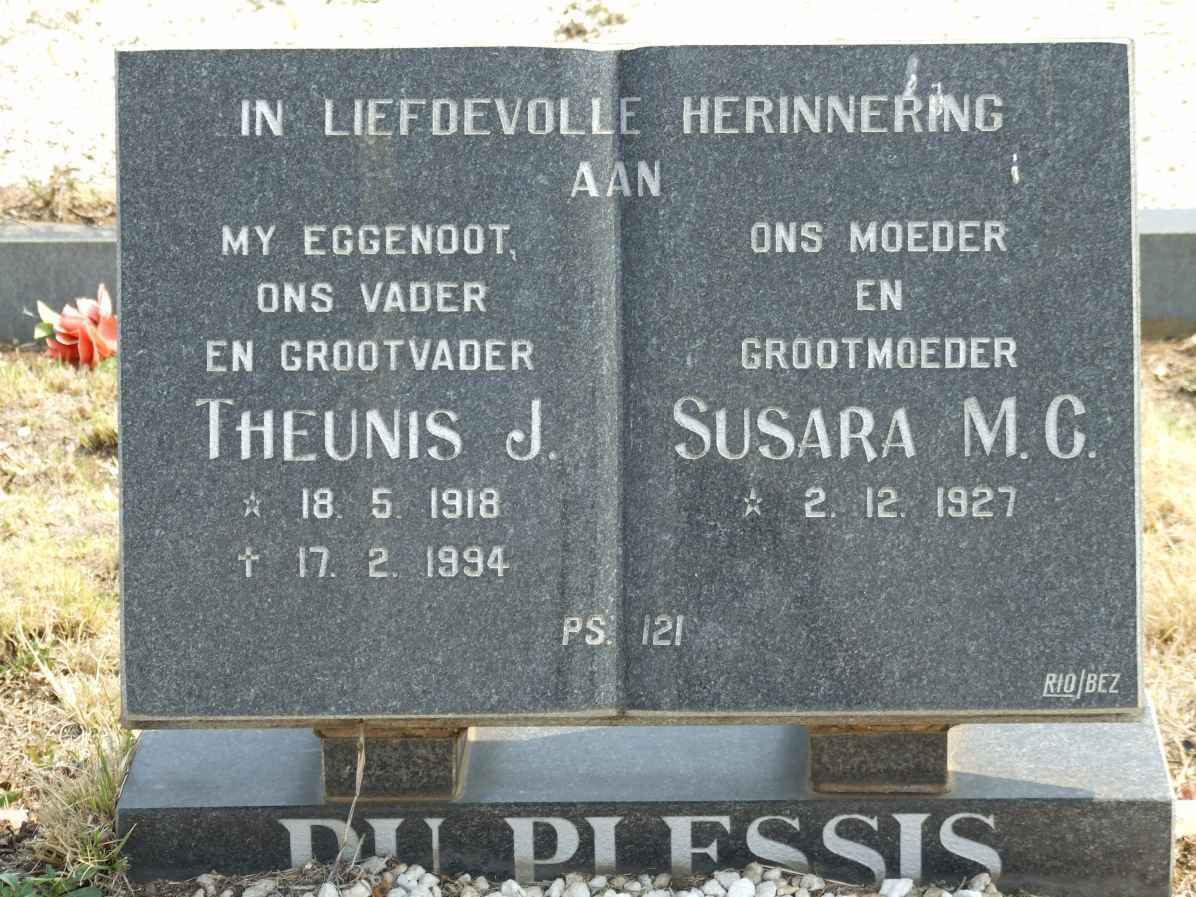 IN LIEFDEVOLLE HERINNERING
AAN
MY EGGENOOT,
ONS VADER
EN GROOTVADER
THEUNIS J.
☆ 18. 5. 1918
✝ 17. 2. 1994
ONS MOEDER
EN
GROOTMOEDER
SUSARA M. C.
☆ 2. 12. 1927
PS. 121
RIO/BEZ
DU PLESSIS